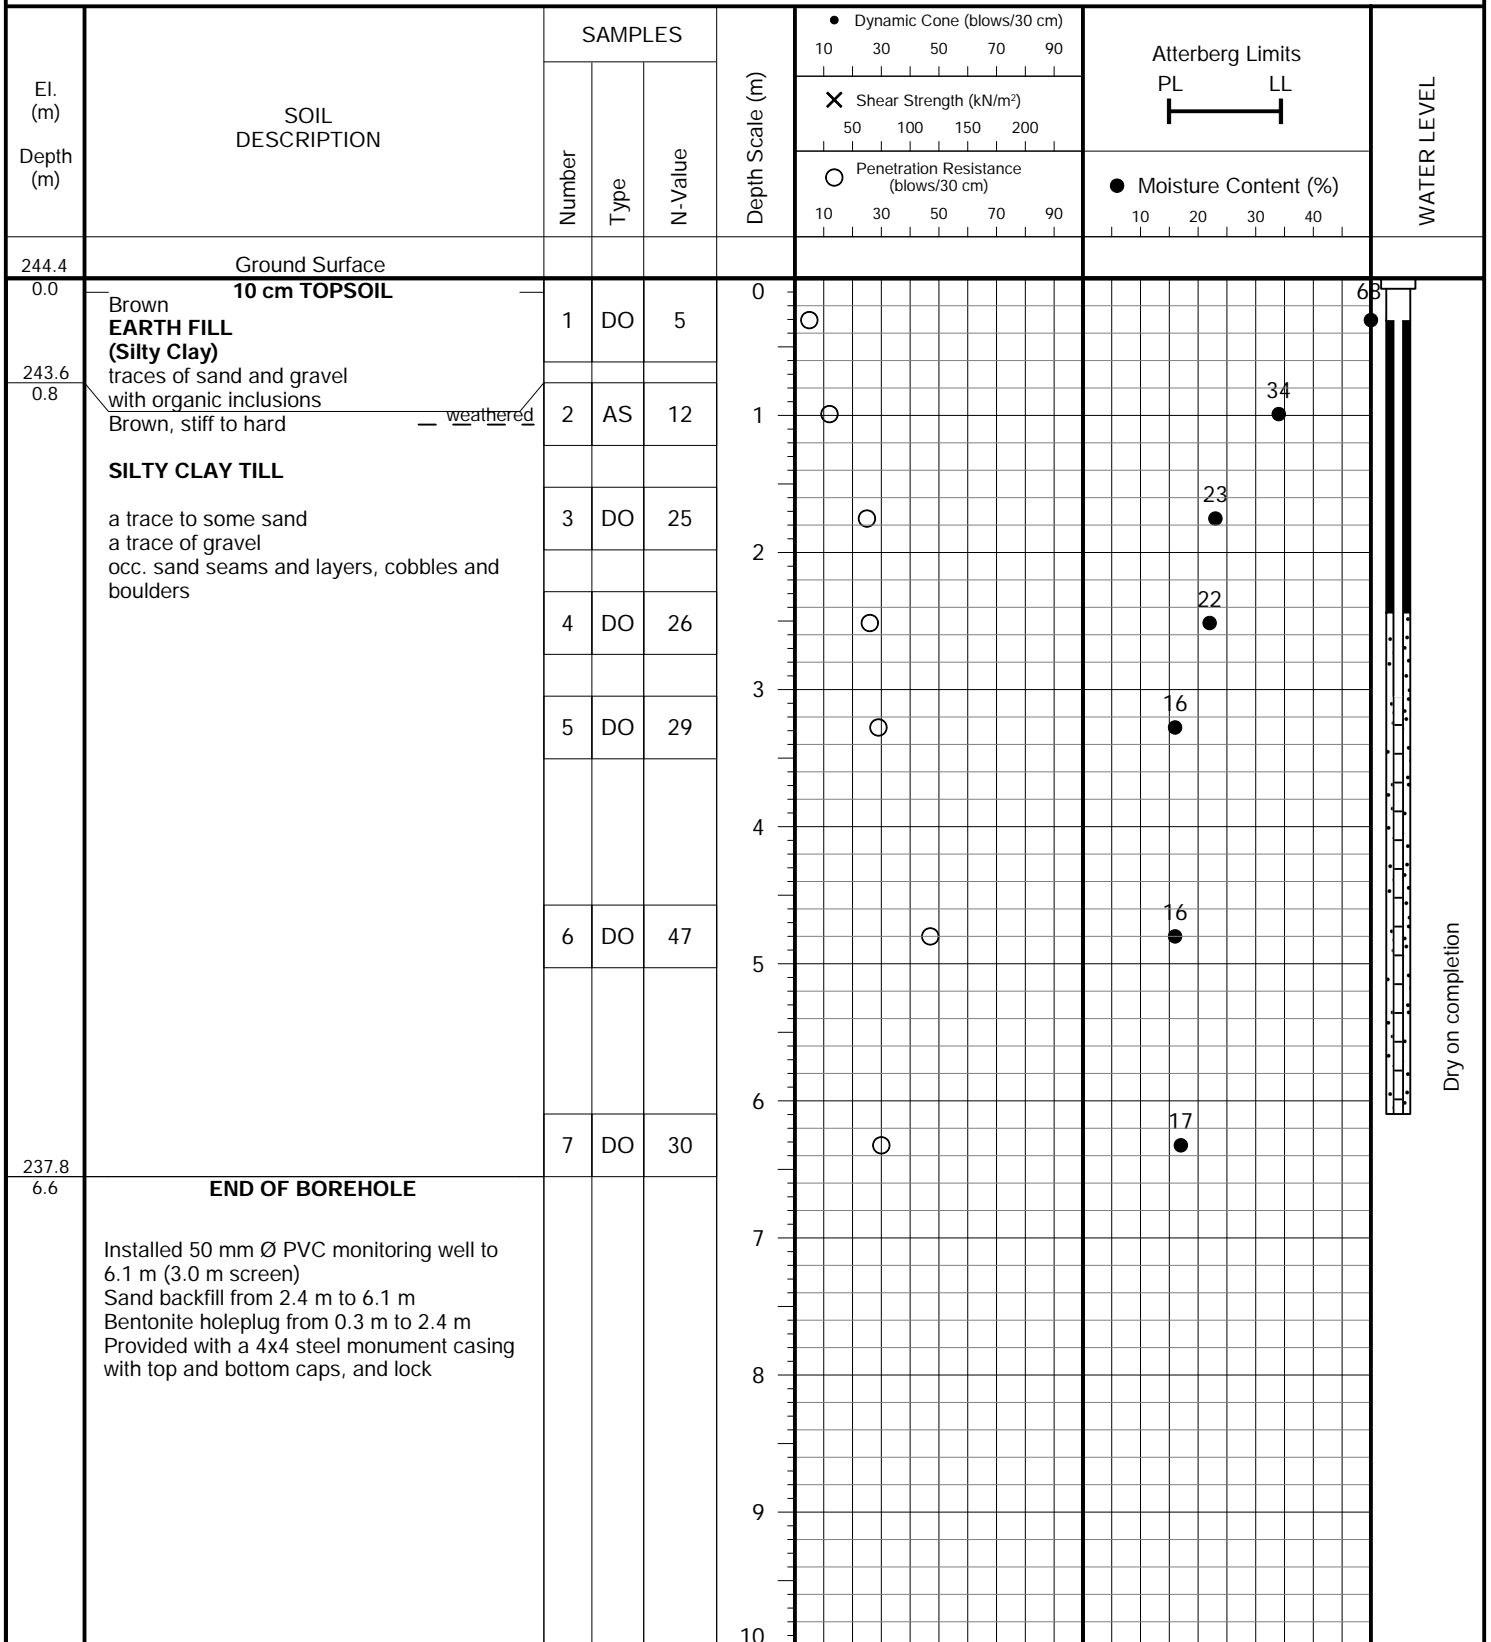 El.
(m)
Depth
(m)
SOIL
DESCRIPTION
SAMPLES
Number
Type
N-Value
Depth Scale (m)
Dynamic Cone (blows/30 cm)
10 30 50 70 90
Shear Strength (kN/m²)
50 100 150 200
Penetration Resistance
(blows/30 cm)
10 30 50 70 90
Atterberg Limits
PL LL
Moisture Content (%)
10 20 30 40
WATER LEVEL
244.4
Ground Surface
0.0
10 cm TOPSOIL
Brown
EARTH FILL
(Silty Clay)
traces of sand and gravel
with organic inclusions
243.6
0.8
weathered
Brown, stiff to hard
SILTY CLAY TILL
a trace to some sand
a trace of gravel
occ. sand seams and layers, cobbles and
boulders
1 DO 5
2 AS 12
3 DO 25
4 DO 26
5 DO 29
6 DO 47
7 DO 30
0
1
2
3
4
5
6
7
8
9
10
68
34
23
22
16
16
17
Dry on completion
237.8
6.6
END OF BOREHOLE
Installed 50 mm Ø PVC monitoring well to
6.1 m (3.0 m screen)
Sand backfill from 2.4 m to 6.1 m
Bentonite holeplug from 0.3 m to 2.4 m
Provided with a 4x4 steel monument casing
with top and bottom caps, and lock